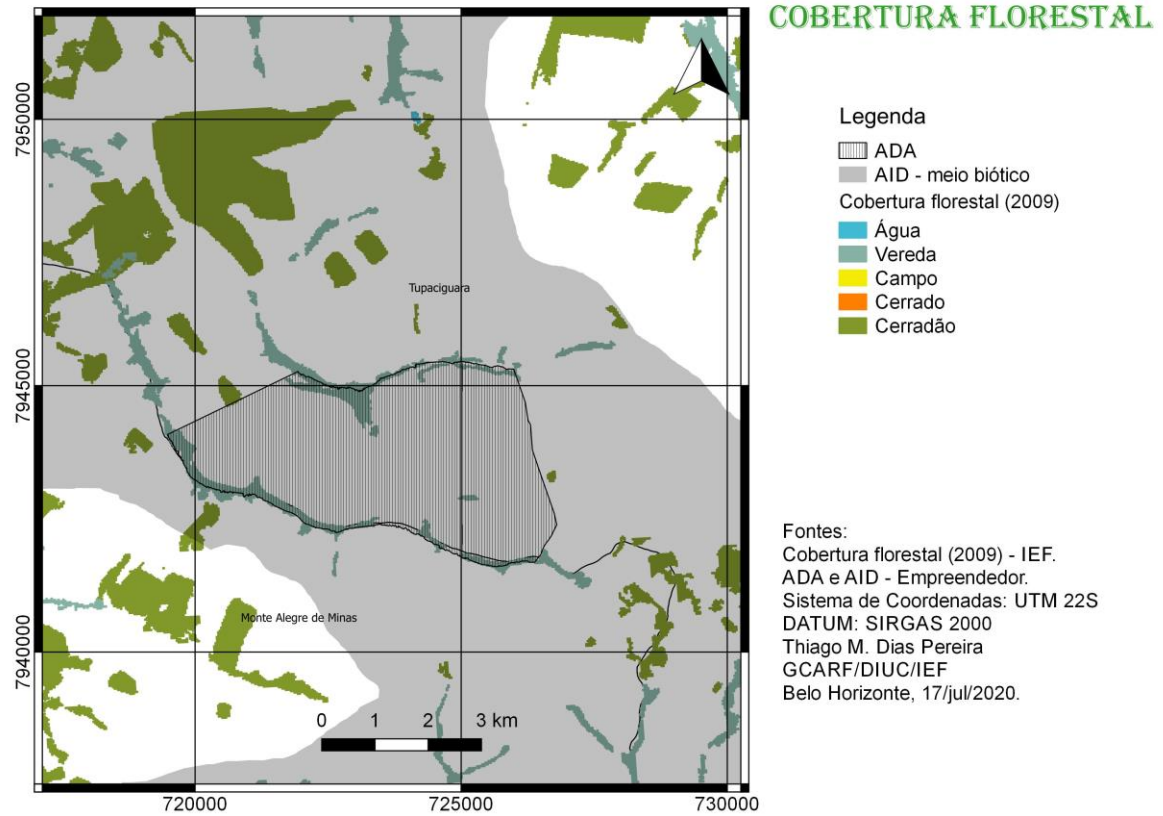 COBERTURA FLORESTAL
Legenda
ADA
AID - meio biótico
Cobertura florestal (2009)
Água
Vereda
Campo
Cerrado
Cerradão
7950000
7945000
7940000
Tupaciguara
Monte Alegre de Minas
0 1 2 3 km
720000 725000 730000
Fontes:
Cobertura florestal (2009) - IEF.
ADA e AID - Empreendedor.
Sistema de Coordenadas: UTM 22S
DATUM: SIRGAS 2000
Thiago M. Dias Pereira
GCARF/DIUC/IEF
Belo Horizonte, 17/jul/2020.